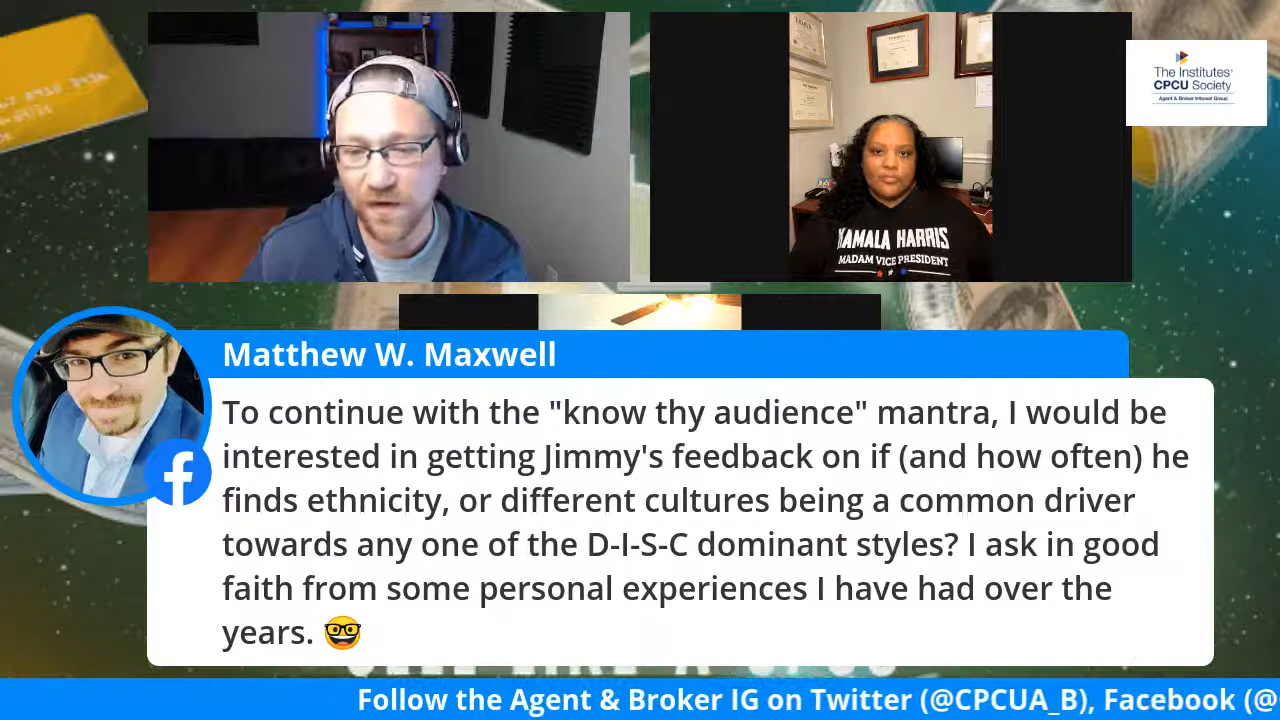 The Institutes
CPCU Society
Agent & Broker Interest Group
KAMALA HARRIS
MADAM VICE PRESIDENT
Matthew W. Maxwell
To continue with the "know thy audience" mantra, I would be
interested in getting Jimmy's feedback on if (and how often) he
finds ethnicity, or different cultures being a common driver
towards any one of the D-I-S-C dominant styles? I ask in good
faith from some personal experiences I have had over the
years. 🤓
Follow the Agent & Broker IG on Twitter (@CPCUA_B), Facebook (@